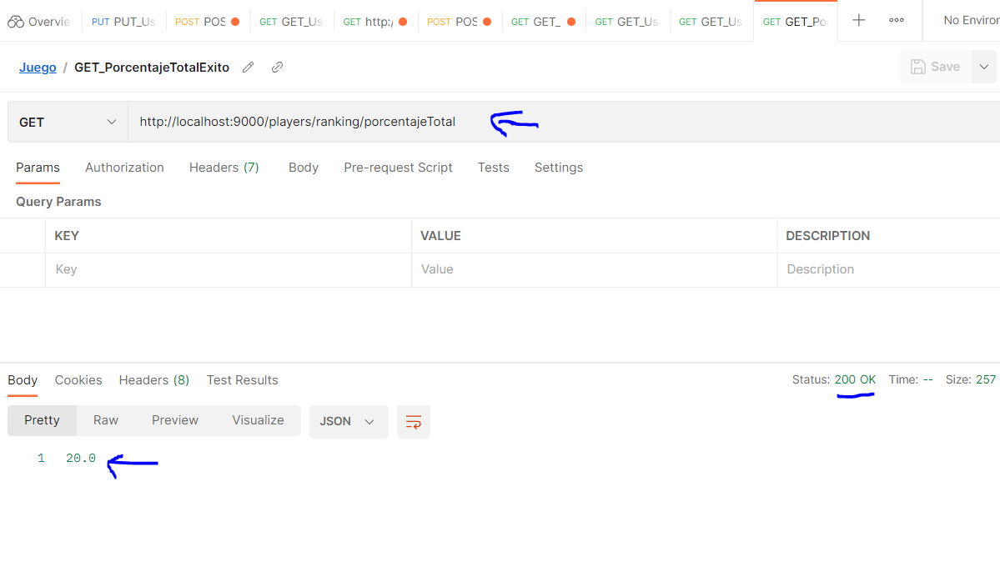 Overvie PUT PUT_Us POST POS GET GET_Us GET http:/ POST POS GET GET_ GET GET_Us GET GET_Us GET GET_Po No Enviror
Juego / GET_PorcentajeTotalExito Save
GET http://localhost:9000/players/ranking/porcentajeTotal
Params Authorization Headers (7) Body Pre-request Script Tests Settings
Query Params
KEY VALUE DESCRIPTION
Key Value Description
Body Cookies Headers (8) Test Results Status: 200 OK Time: -- Size: 257
Pretty Raw Preview Visualize JSON
1 20.0